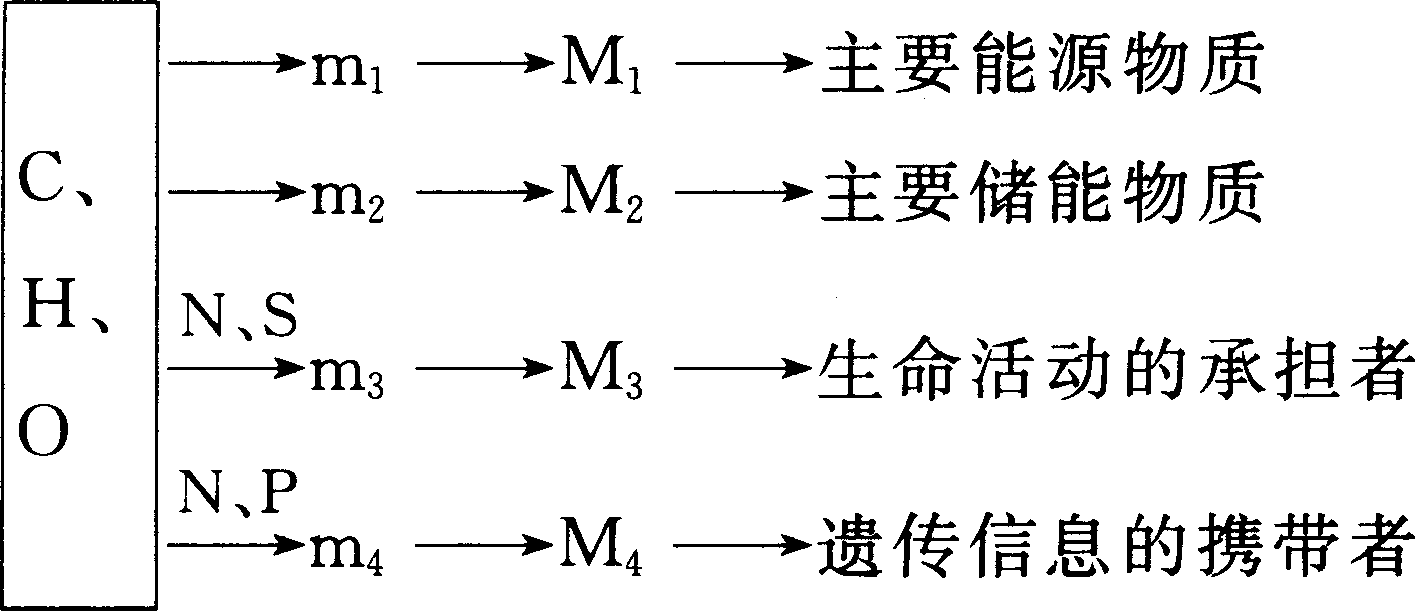 C、
H、
O
m₁ M₁ 主要能源物质
m₂ M₂ 主要储能物质
N、S
m₃ M₃ 生命活动的承担者
N、P
m₄ M₄ 遗传信息的携带者